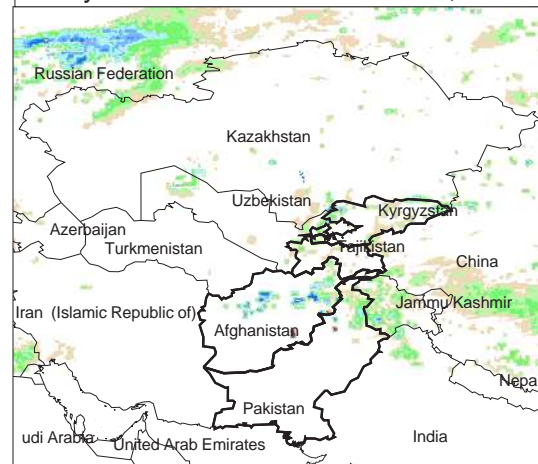 Russian Federation
Kazakhstan
Uzbekistan
Kyrgyzstan
Azerbaijan
Turkmenistan
Tajikistan
China
Iran (Islamic Republic of)
Jammu Kashmir
Afghanistan
Nepa
Pakistan
udi Arabia
United Arab Emirates
India